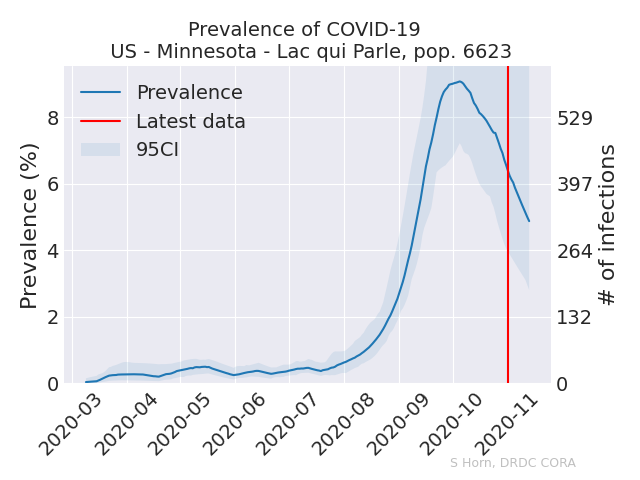 Prevalence of COVID-19
US - Minnesota - Lac qui Parle, pop. 6623
Prevalence
Latest data
95CI
Prevalence (%)
8
6
4
2
0
529
397
264
132
0
# of infections
2020-03
2020-04
2020-05
2020-06
2020-07
2020-08
2020-09
2020-10
2020-11
S Horn, DRDC CORA